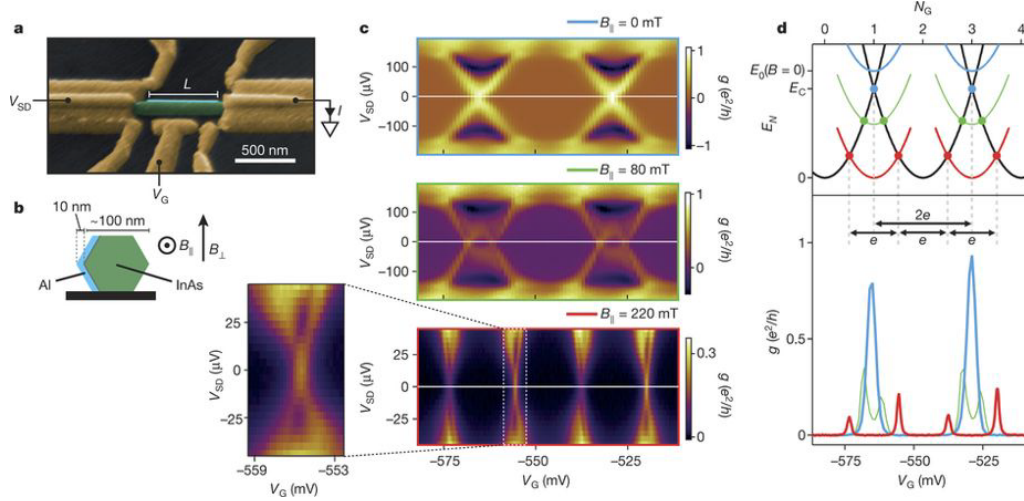 a
V_SD
L
I
500 nm
V_G
b
10 nm
~100 nm
B_||
B_⊥
Al
InAs
25
0
−25
V_SD (µV)
−559
−553
V_G (mV)
c
B_|| = 0 mT
100
0
−100
V_SD (µV)
1
0
−1
g (e²/h)
B_|| = 80 mT
100
0
−100
V_SD (µV)
1
0
g (e²/h)
B_|| = 220 mT
25
0
−25
V_SD (µV)
0.3
0
g (e²/h)
−575
−550
−525
V_G (mV)
d
N_G
0
1
2
3
4
E_0(B = 0)
E_C
E_N
0
2e
e
e
e
1
0.5
0
g (e²/h)
−575
−550
−525
V_G (mV)